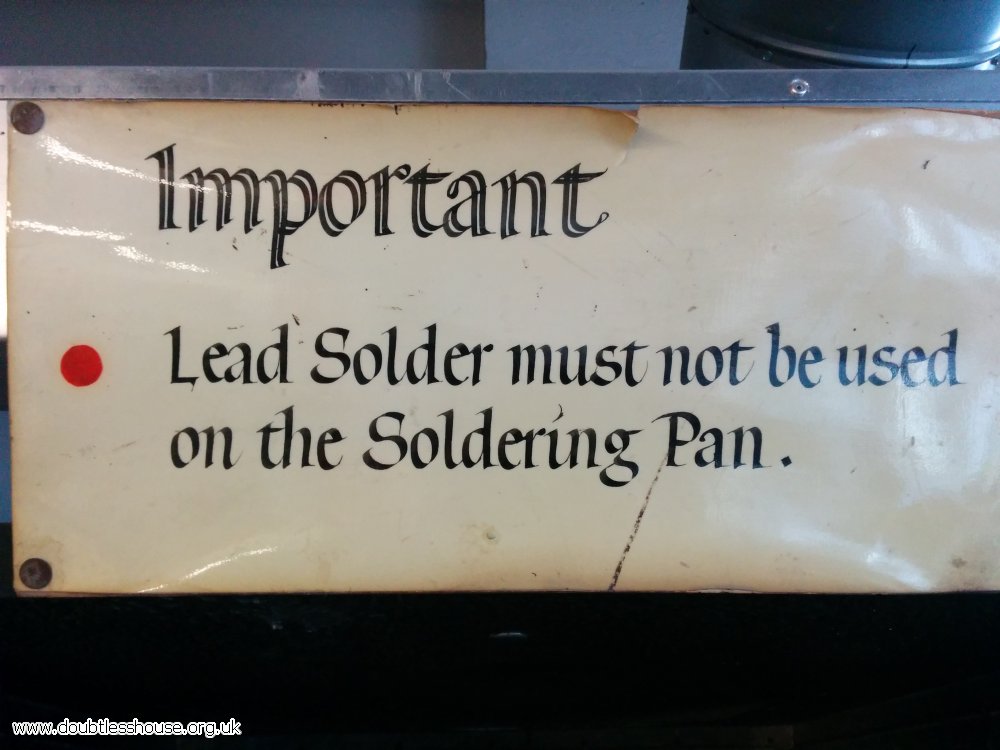 Important
Lead Solder must not be used
on the Soldering Pan.
www.doubtlesshouse.org.uk